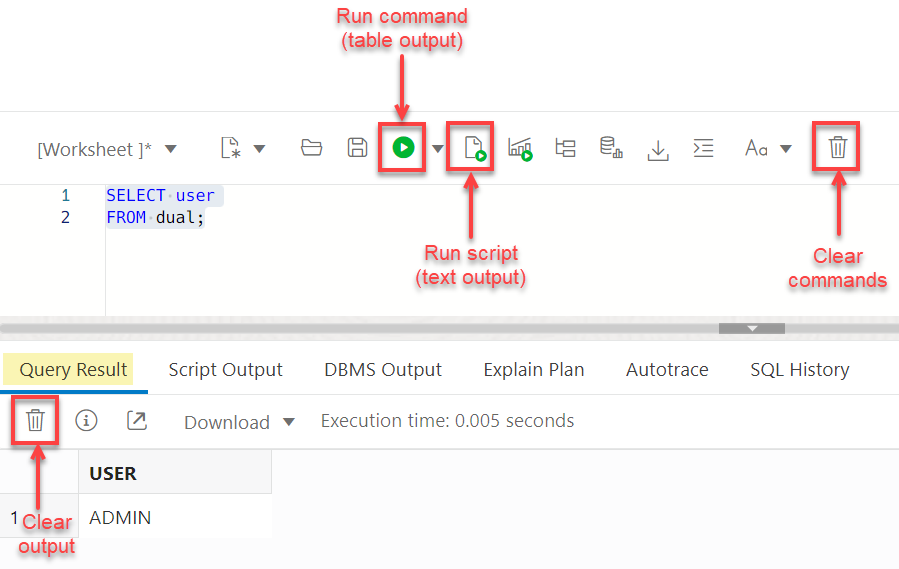 Run command
(table output)
[Worksheet ]*
Aa
1 SELECT user
2 FROM dual;
Run script
(text output)
Clear
commands
Query Result Script Output DBMS Output Explain Plan Autotrace SQL History
Download Execution time: 0.005 seconds
USER
1 ADMIN
Clear
output